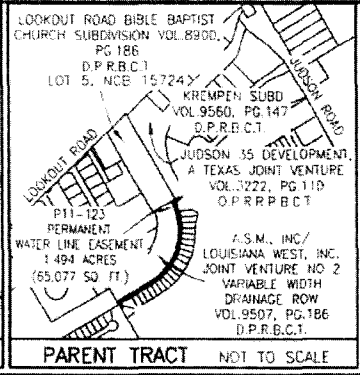 LOOKOUT ROAD BIBLE BAPTIST
CHURCH SUBDIVISION VOL.8900,
PG 186
D.P.R.B.C.T
LOT 5, NCB 15724
KREMPEN SUBD
VOL.9560, PG.147
D.P.R.B.C.T.
JUDSON ROAD
LOOKOUT ROAD
JUDSON 35 DEVELOPMENT,
A TEXAS JOINT VENTURE
VOL.3222, PG 110
O.P.R.R.P.B.C.T
P11-123
PERMANENT
WATER LINE EASEMENT
1.494 ACRES
(65,077 SQ FT.)
A.S.M., INC/
LOUISIANA WEST, INC.
JOINT VENTURE NO 2
VARIABLE WIDTH
DRAINAGE ROW
VOL.9507, PG.186
D.P.R.B.C.T.
PARENT TRACT NOT TO SCALE